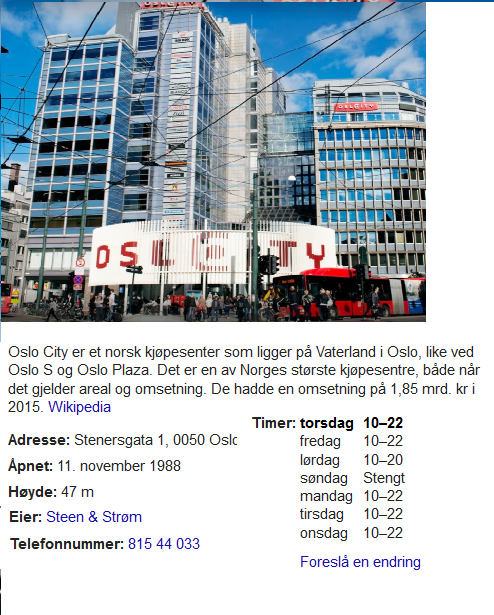 OSLO CITY
OSLO CITY
Oslo City er et norsk kjøpesenter som ligger på Vaterland i Oslo, like ved
Oslo S og Oslo Plaza. Det er en av Norges største kjøpesentre, både når
det gjelder areal og omsetning. De hadde en omsetning på 1,85 mrd. kr i
2015. Wikipedia
Adresse: Stenersgata 1, 0050 Oslo
Åpnet: 11. november 1988
Høyde: 47 m
Eier: Steen & Strøm
Telefonnummer: 815 44 033
Timer: torsdag 10–22
fredag 10–22
lørdag 10–20
søndag Stengt
mandag 10–22
tirsdag 10–22
onsdag 10–22
Foreslå en endring